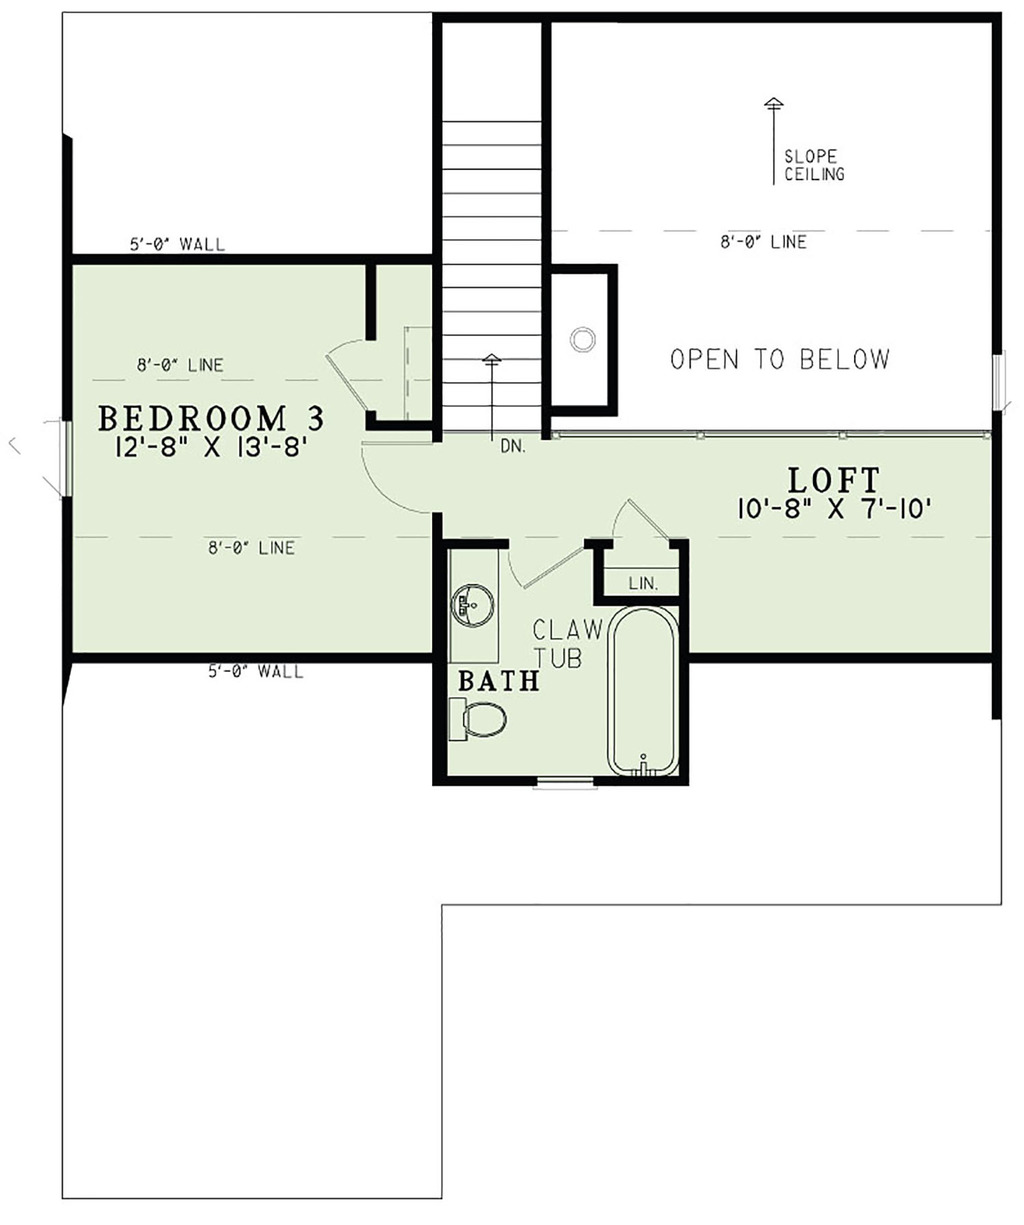 SLOPE
CEILING
5'-0" WALL
8'-0" LINE
8'-0" LINE
OPEN TO BELOW
BEDROOM 3
12'-8" X 13'-8'
DN.
LOFT
10'-8" X 7'-10'
8'-0" LINE
LIN.
CLAW
TUB
5'-0" WALL
BATH